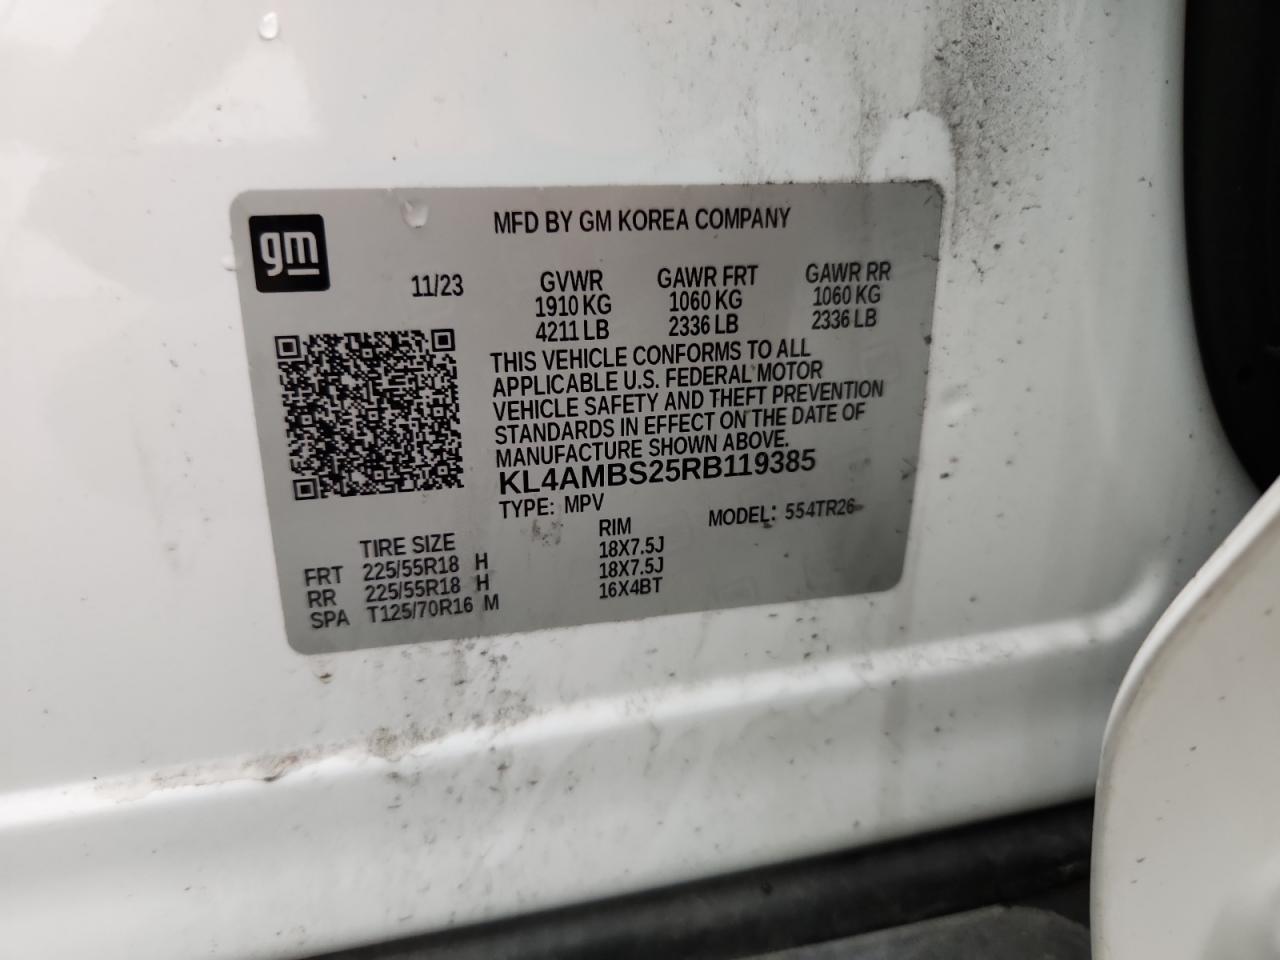 gm
MFD BY GM KOREA COMPANY
11/23
GVWR GAWR FRT GAWR RR
1910 KG 1060 KG 1060 KG
4211 LB 2336 LB 2336 LB
THIS VEHICLE CONFORMS TO ALL
APPLICABLE U.S. FEDERAL MOTOR
VEHICLE SAFETY AND THEFT PREVENTION
STANDARDS IN EFFECT ON THE DATE OF
MANUFACTURE SHOWN ABOVE.
KL4AMBS25RB119385
TYPE: MPV MODEL: 554TR26
TIRE SIZE RIM
FRT 225/55R18 H 18X7.5J
RR 225/55R18 H 18X7.5J
SPA T125/70R16 M 16X4BT